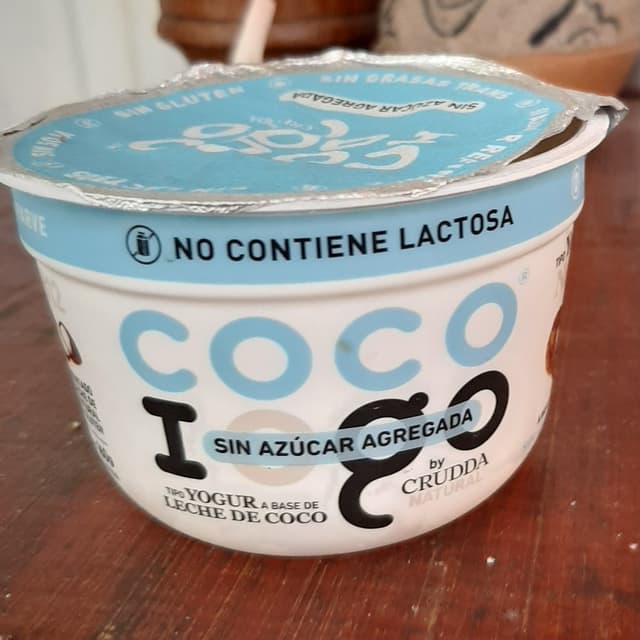 SIN GLUTEN
SIN GRASAS TRANS
SIN AZÚCAR AGREGADA
NO CONTIENE LACTOSA
COCO
Iogo
SIN AZÚCAR AGREGADA
by
CRUDDA
NATURAL
TIPO YOGUR A BASE DE
LECHE DE COCO